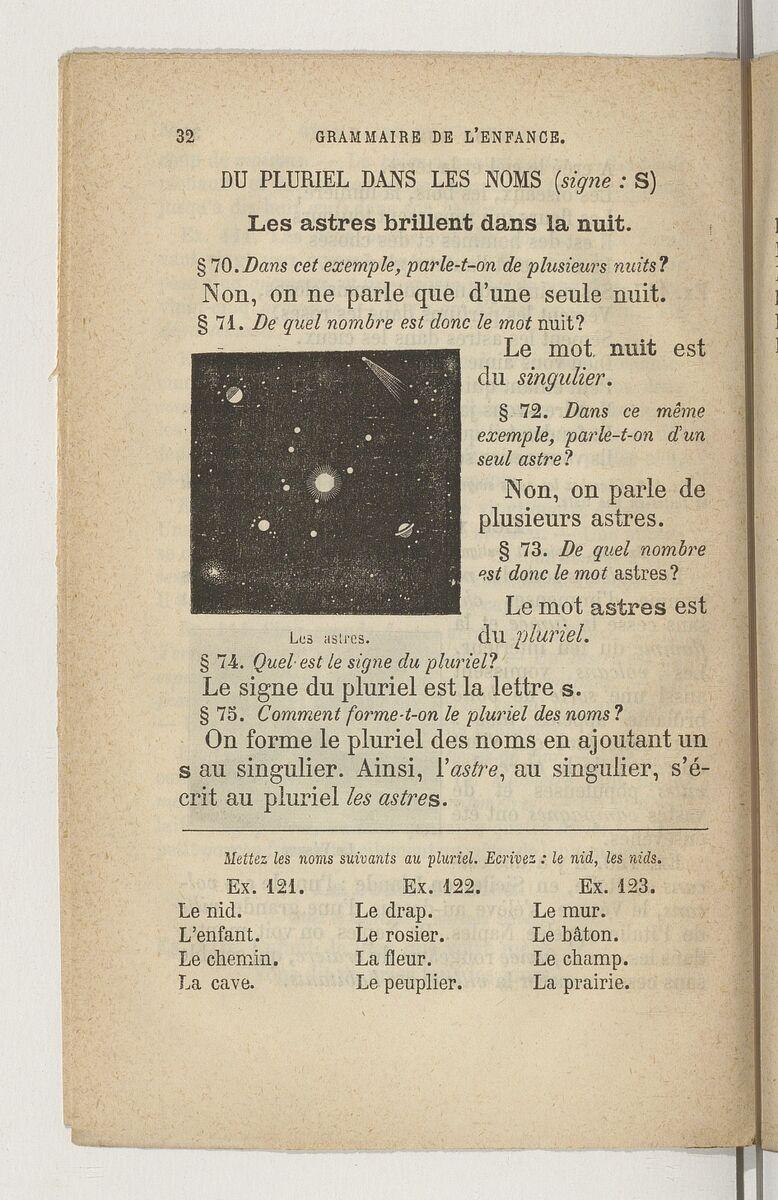 32 GRAMMAIRE DE L'ENFANCE.
DU PLURIEL DANS LES NOMS (signe : S)
Les astres brillent dans la nuit.
§ 70. Dans cet exemple, parle-t-on de plusieurs nuits?
Non, on ne parle que d'une seule nuit.
§ 71. De quel nombre est donc le mot nuit?
Le mot nuit est
du singulier.
§ 72. Dans ce même
exemple, parle-t-on d'un
seul astre?
Non, on parle de
plusieurs astres.
§ 73. De quel nombre
est donc le mot astres?
Le mot astres est
du pluriel.
Les astres.
§ 74. Quel est le signe du pluriel?
Le signe du pluriel est la lettre s.
§ 75. Comment forme-t-on le pluriel des noms?
On forme le pluriel des noms en ajoutant un
s au singulier. Ainsi, l'astre, au singulier, s'é-
crit au pluriel les astres.
Mettez les noms suivants au pluriel. Ecrivez : le nid, les nids.
Ex. 121. Ex. 122. Ex. 123.
Le nid. Le drap. Le mur.
L'enfant. Le rosier. Le bâton.
Le chemin. La fleur. Le champ.
La cave. Le peuplier. La prairie.